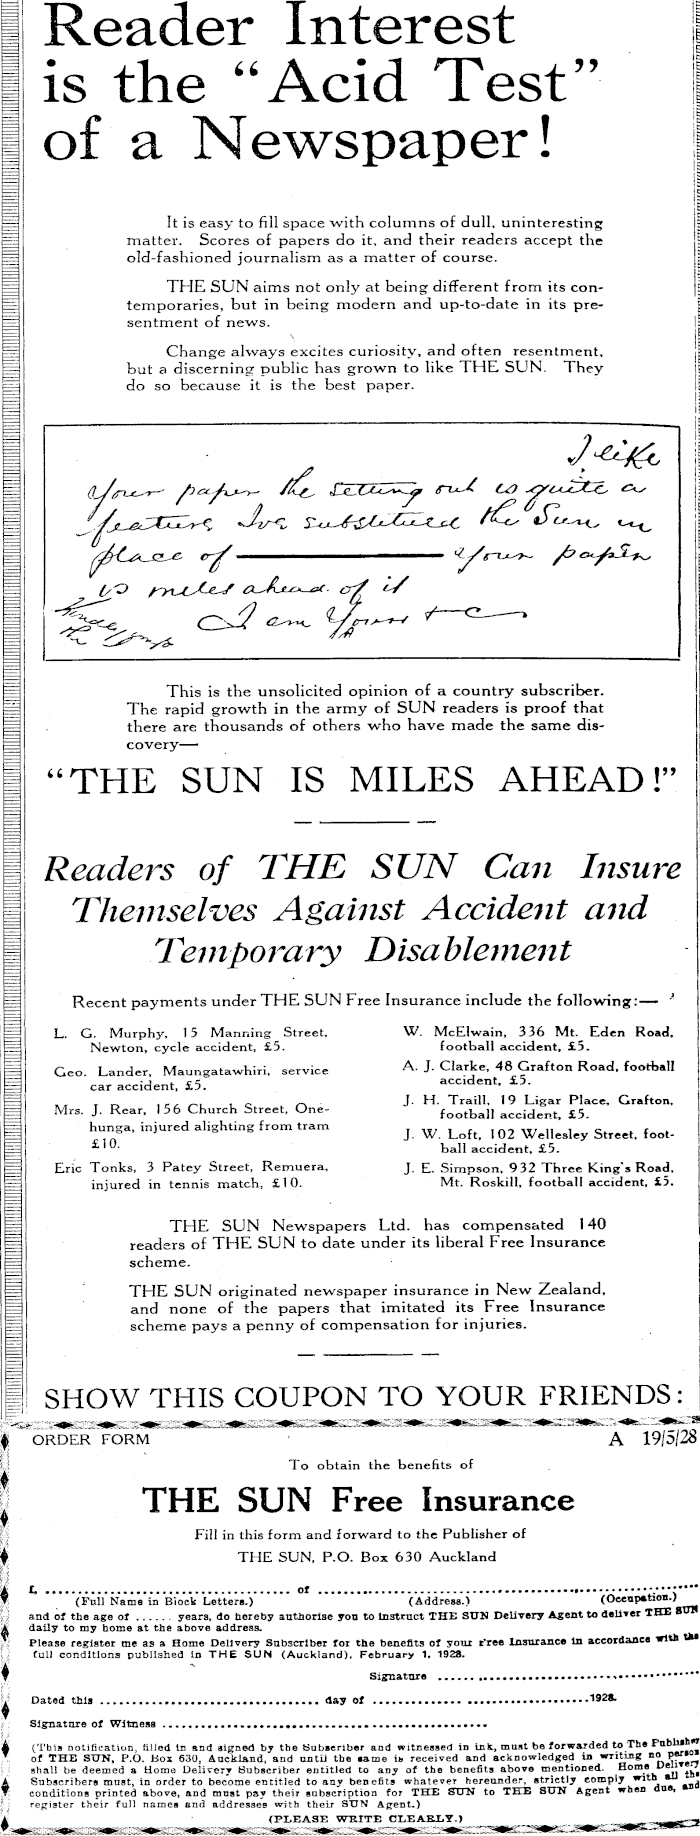 Reader Interest
is the “Acid Test”
of a Newspaper!
It is easy to fill space with columns of dull, uninteresting
matter. Scores of papers do it, and their readers accept the
old-fashioned journalism as a matter of course.
THE SUN aims not only at being different from its con-
temporaries, but in being modern and up-to-date in its pre-
sentment of news.
Change always excites curiosity, and often resentment,
but a discerning public has grown to like THE SUN. They
do so because it is the best paper.
I like
your paper the setting out is quite a
feature Ive substituted the Sun in
place of ———— your paper
is miles ahead of it
I am Yours &c
This is the unsolicited opinion of a country subscriber.
The rapid growth in the army of SUN readers is proof that
there are thousands of others who have made the same dis-
covery—
“THE SUN IS MILES AHEAD!”
Readers of THE SUN Can Insure
Themselves Against Accident and
Temporary Disablement
Recent payments under THE SUN Free Insurance include the following:—
L. G. Murphy, 15 Manning Street,
Newton, cycle accident, £5.
Geo. Lander, Maungatawhiri, service
car accident, £5.
Mrs. J. Rear, 156 Church Street, One-
hunga, injured alighting from tram
£10.
Eric Tonks, 3 Patey Street, Remuera,
injured in tennis match, £10.
W. McElwain, 336 Mt. Eden Road,
football accident, £5.
A. J. Clarke, 48 Grafton Road, football
accident, £5.
J. H. Traill, 19 Ligar Place, Grafton,
football accident, £5.
J. W. Loft, 102 Wellesley Street, foot-
ball accident, £5.
J. E. Simpson, 932 Three King's Road,
Mt. Roskill, football accident, £5.
THE SUN Newspapers Ltd. has compensated 140
readers of THE SUN to date under its liberal Free Insurance
scheme.
THE SUN originated newspaper insurance in New Zealand,
and none of the papers that imitated its Free Insurance
scheme pays a penny of compensation for injuries.
SHOW THIS COUPON TO YOUR FRIENDS:
ORDER FORM A 19/5/28
To obtain the benefits of
THE SUN Free Insurance
Fill in this form and forward to the Publisher of
THE SUN, P.O. Box 630 Auckland
I, ........................................ of ................................................................
(Full Name in Block Letters.) (Address.) (Occupation.)
and of the age of ...... years, do hereby authorise you to instruct THE SUN Delivery Agent to deliver THE SUN
daily to my home at the above address.
Please register me as a Home Delivery Subscriber for the benefits of your Free Insurance in accordance with the
full conditions published in THE SUN (Auckland), February 1, 1928.
Signature ........................................
Dated this ........................................ day of ........................................1928.
Signature of Witness ............................................................
(This notification, filled in and signed by the Subscriber and witnessed in ink, must be forwarded to The Publisher
of THE SUN, P.O. Box 630, Auckland, and until the same is received and acknowledged in writing no person
shall be deemed a Home Delivery Subscriber entitled to any of the benefits above mentioned. Home Delivery
Subscribers must, in order to become entitled to any benefits whatever hereunder, strictly comply with all the
conditions printed above, and must pay their subscription for THE SUN to THE SUN Agent when due, and
register their full names and addresses with their SUN Agent.)
(PLEASE WRITE CLEARLY.)